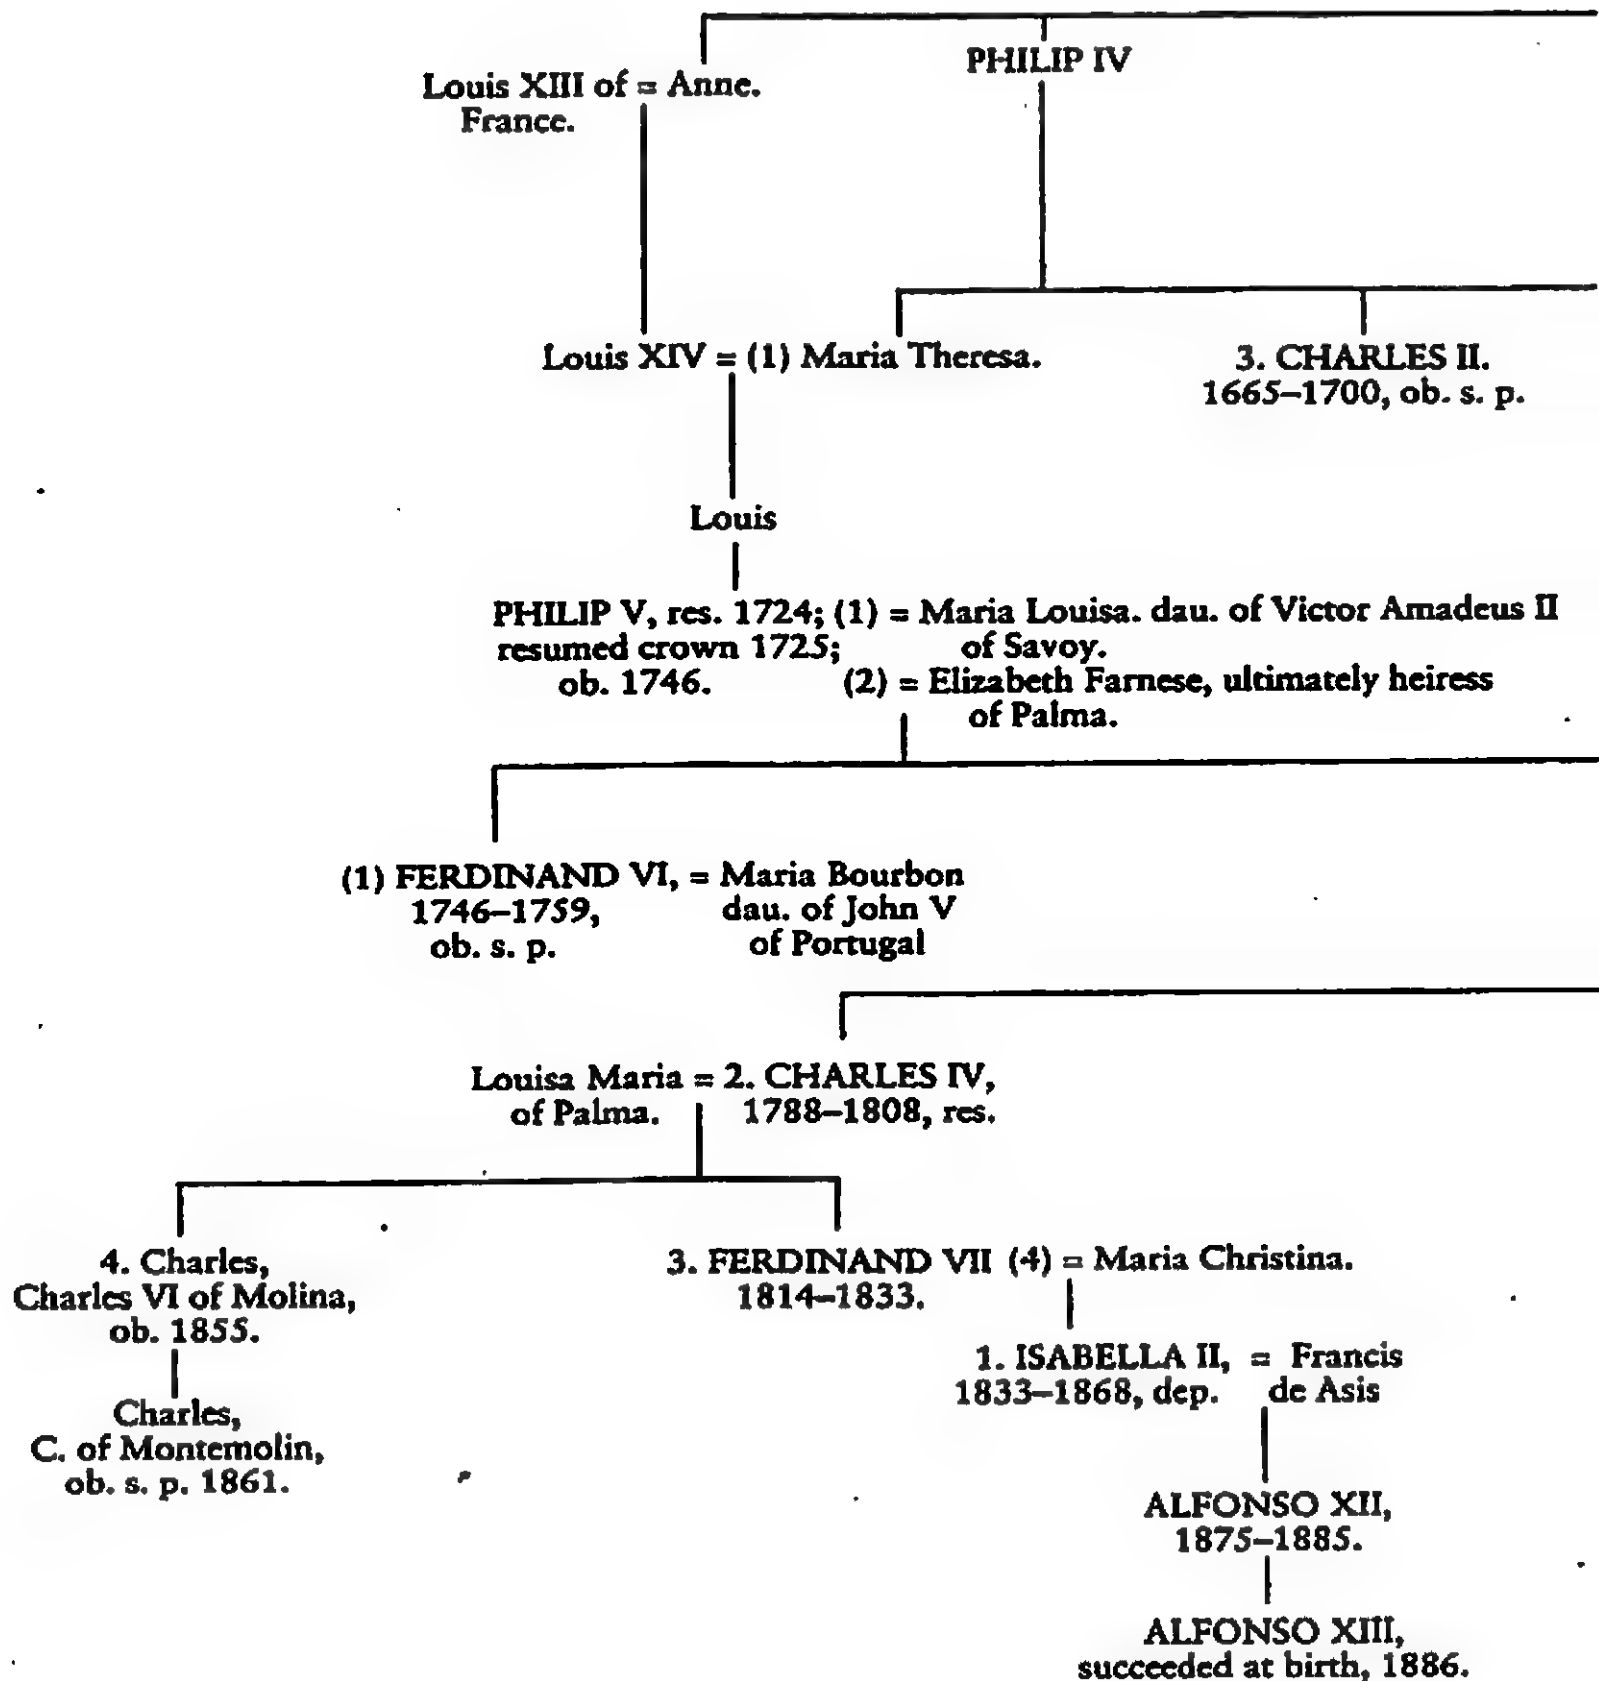 PHILIP IV
Louis XIII of = Anne.
France.
Louis XIV = (1) Maria Theresa.
3. CHARLES II.
1665–1700, ob. s. p.
Louis
PHILIP V, res. 1724; (1) = Maria Louisa. dau. of Victor Amadeus II
resumed crown 1725; of Savoy.
ob. 1746. (2) = Elizabeth Farnese, ultimately heiress
of Palma.
(1) FERDINAND VI, = Maria Bourbon
1746–1759, dau. of John V
ob. s. p. of Portugal
Louisa Maria = 2. CHARLES IV,
of Palma. 1788–1808, res.
4. Charles,
Charles VI of Molina,
ob. 1855.
Charles,
C. of Montemolin,
ob. s. p. 1861.
3. FERDINAND VII (4) = Maria Christina.
1814–1833.
1. ISABELLA II, = Francis
1833–1868, dep. de Asis
ALFONSO XII,
1875–1885.
ALFONSO XIII,
succeeded at birth, 1886.